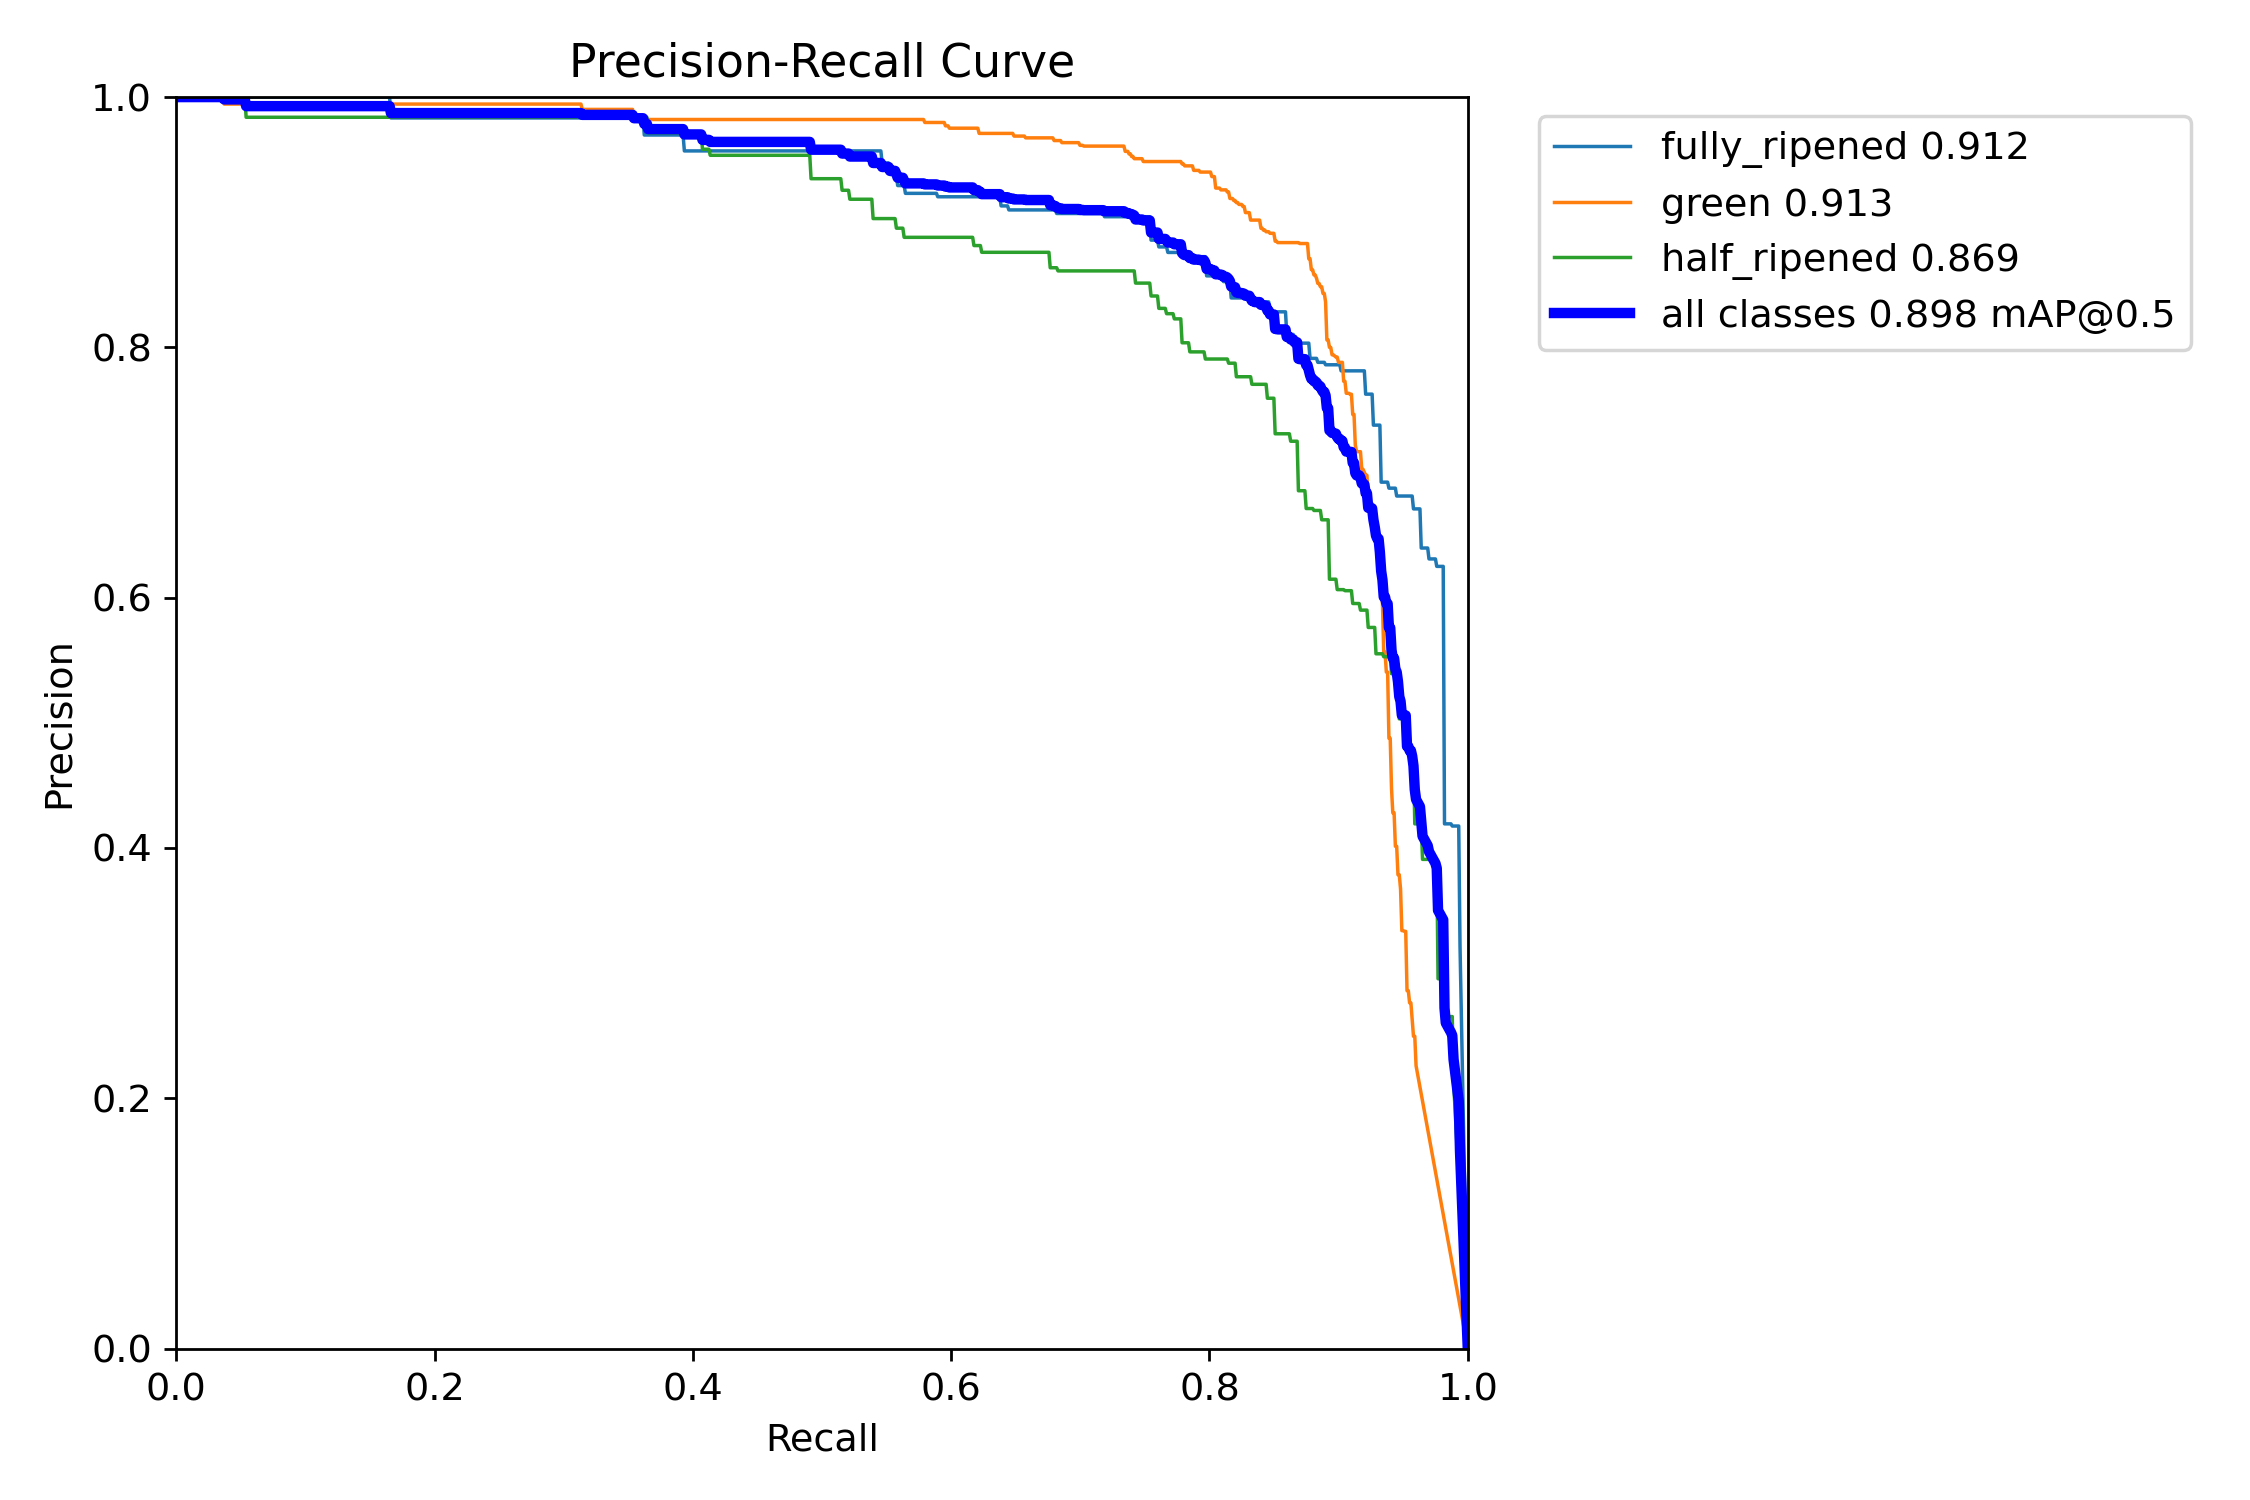 Precision-Recall Curve
1.0
0.8
0.6
0.4
0.2
0.0
Precision
0.0 0.2 0.4 0.6 0.8 1.0
Recall
fully_ripened 0.912
green 0.913
half_ripened 0.869
all classes 0.898 mAP@0.5